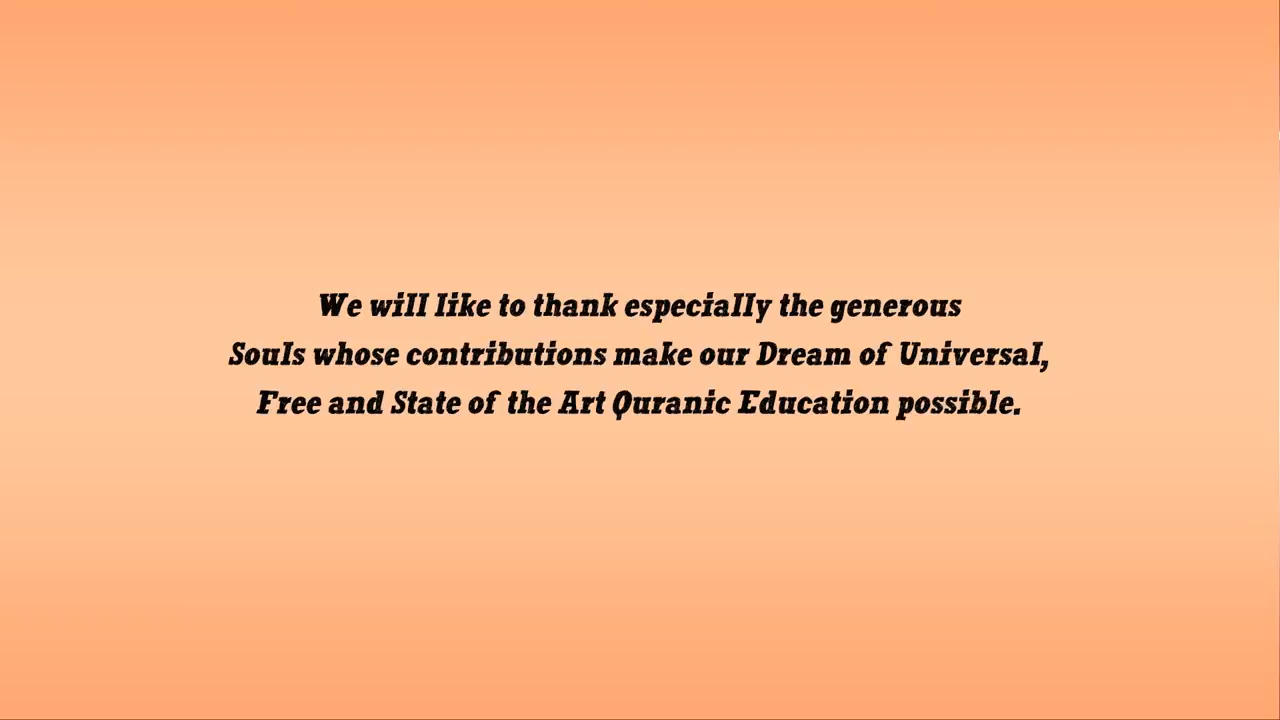 We will like to thank especially the generous
Souls whose contributions make our Dream of Universal,
Free and State of the Art Quranic Education possible.